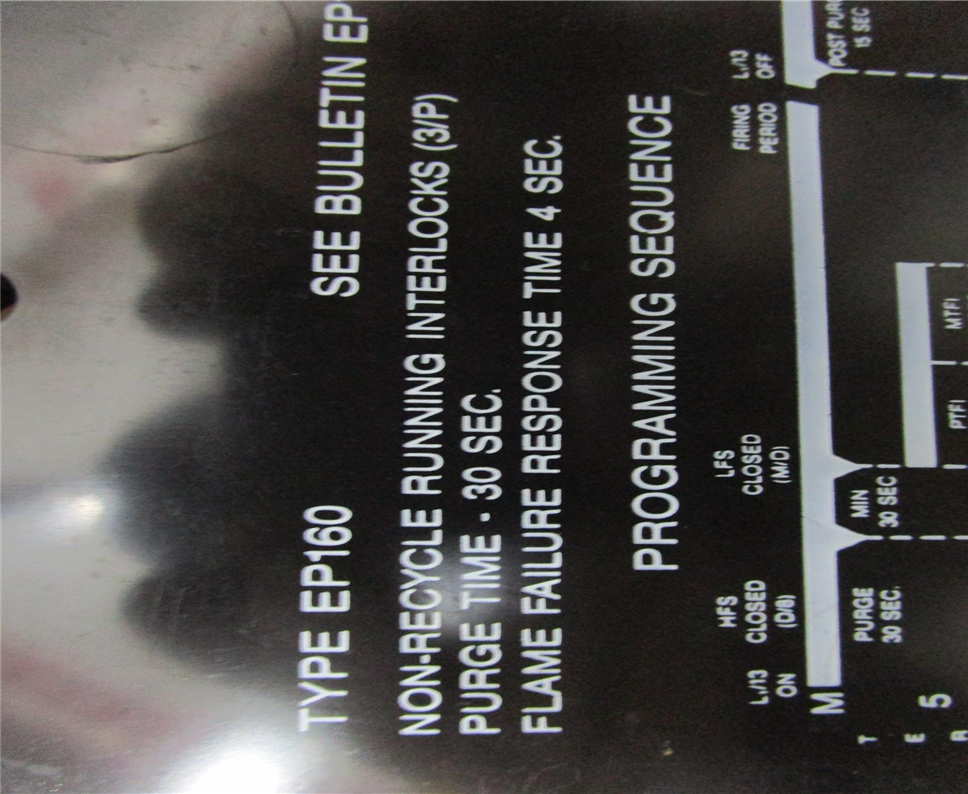 TYPE EP160 SEE BULLETIN EP
NON-RECYCLE RUNNING INTERLOCKS (3/P)
PURGE TIME - 30 SEC.
FLAME FAILURE RESPONSE TIME 4 SEC.
PROGRAMMING SEQUENCE
L1/13
ON
HFS
CLOSED
(D/8)
LFS
CLOSED
(M/D)
FIRING
PERIOD
L1/13
OFF
M
PURGE
30 SEC.
MIN
30 SEC
POST PUR
15 SEC
T
E
5
PTFI
MTFI